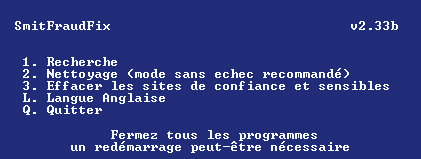 SmitFraudFix v2.33b
1. Recherche
2. Nettoyage (mode sans echec recommandé)
3. Effacer les sites de confiance et sensibles
L. Langue Anglaise
Q. Quitter
Fermez tous les programmes
un redémarrage peut-être nécessaire